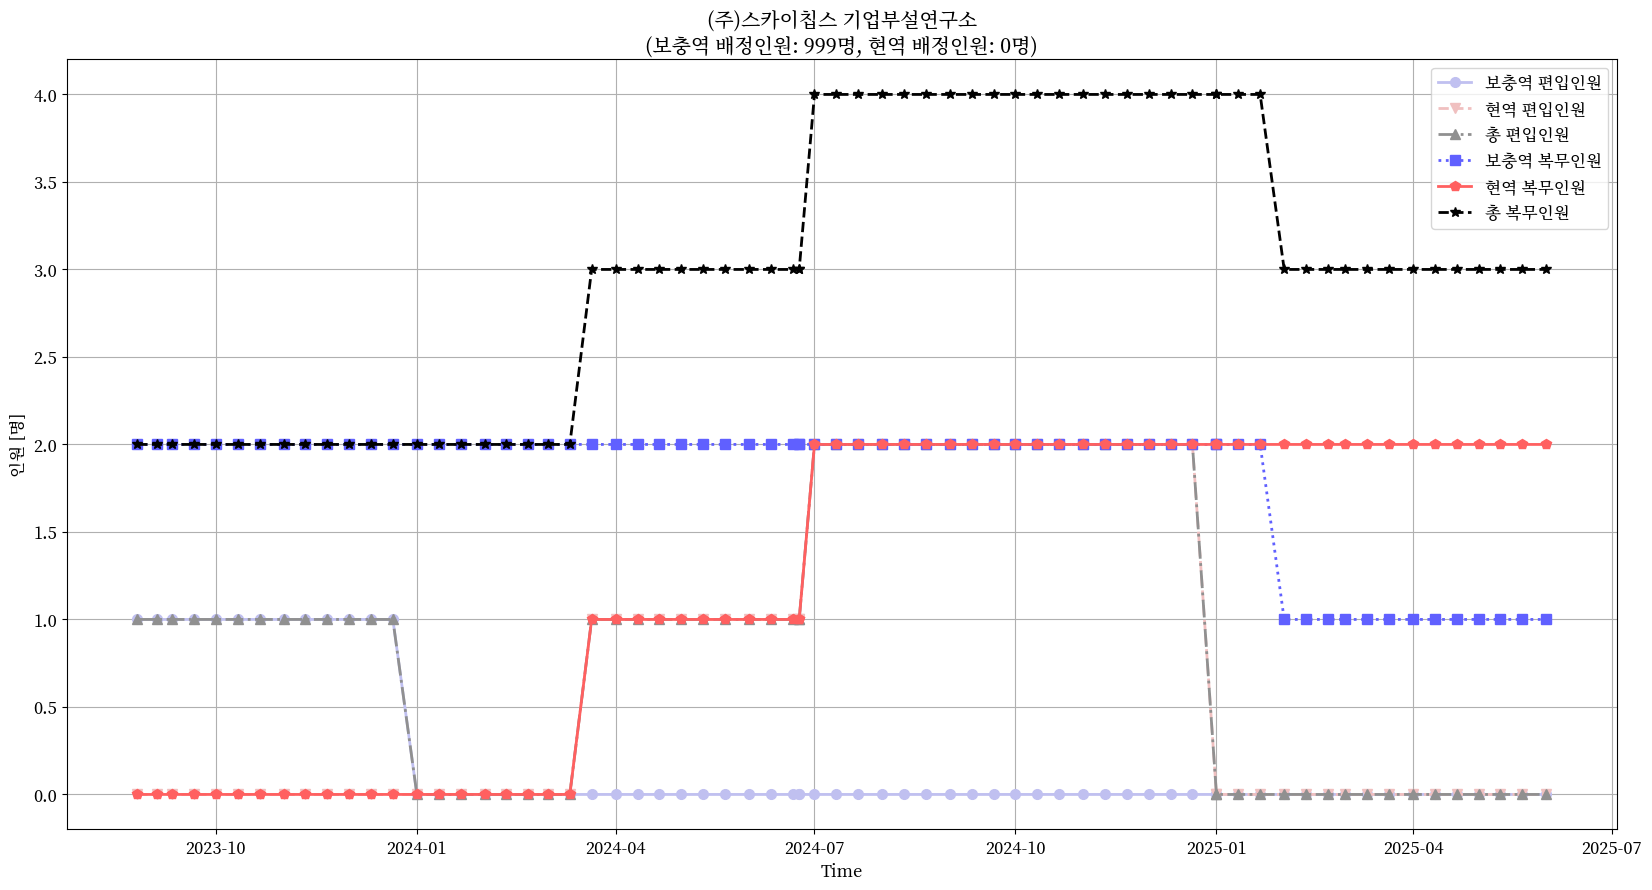 (주)스카이칩스 기업부설연구소
(보충역 배정인원: 999명, 현역 배정인원: 0명)
보충역 편입인원
현역 편입인원
총 편입인원
보충역 복무인원
현역 복무인원
총 복무인원
인원 [명]
4.0
3.5
3.0
2.5
2.0
1.5
1.0
0.5
0.0
2023-10
2024-01
2024-04
2024-07
2024-10
2025-01
2025-04
2025-07
Time